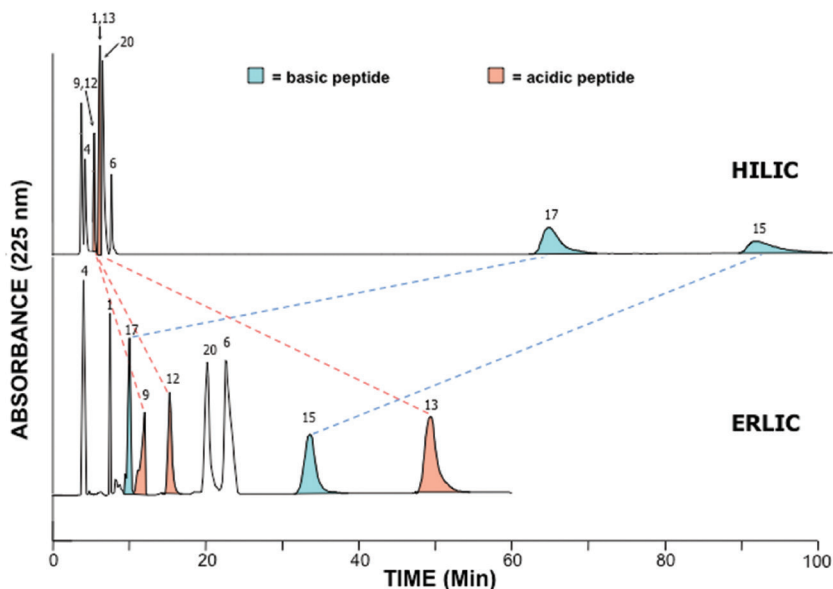 1,13
20
9,12
4
6
= basic peptide
= acidic peptide
HILIC
17
15
ABSORBANCE (225 nm)
4
1
17
9
12
20
6
15
13
ERLIC
0 20 40 60 80 100
TIME (Min)